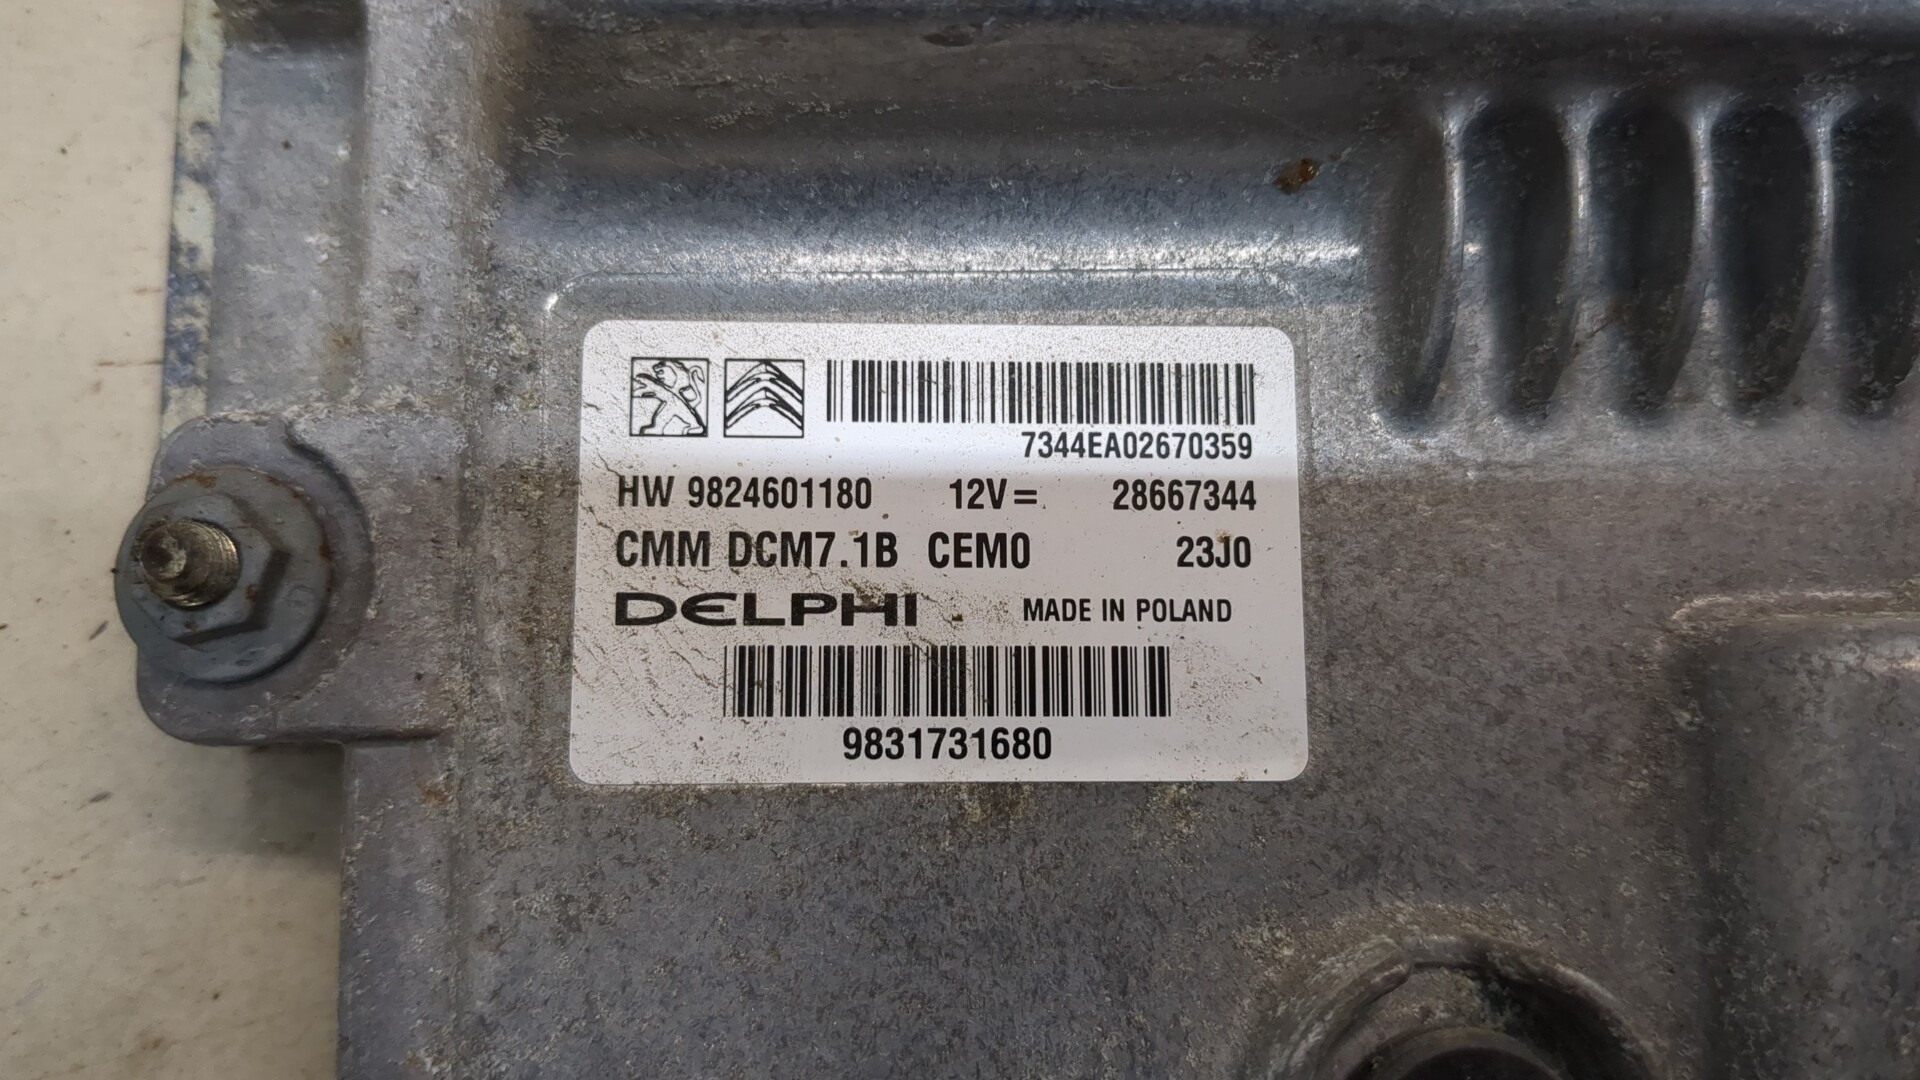 7344EA02670359
HW 9824601180 12V= 28667344
CMM DCM7.1B CEM0 23J0
DELPHI MADE IN POLAND
9831731680